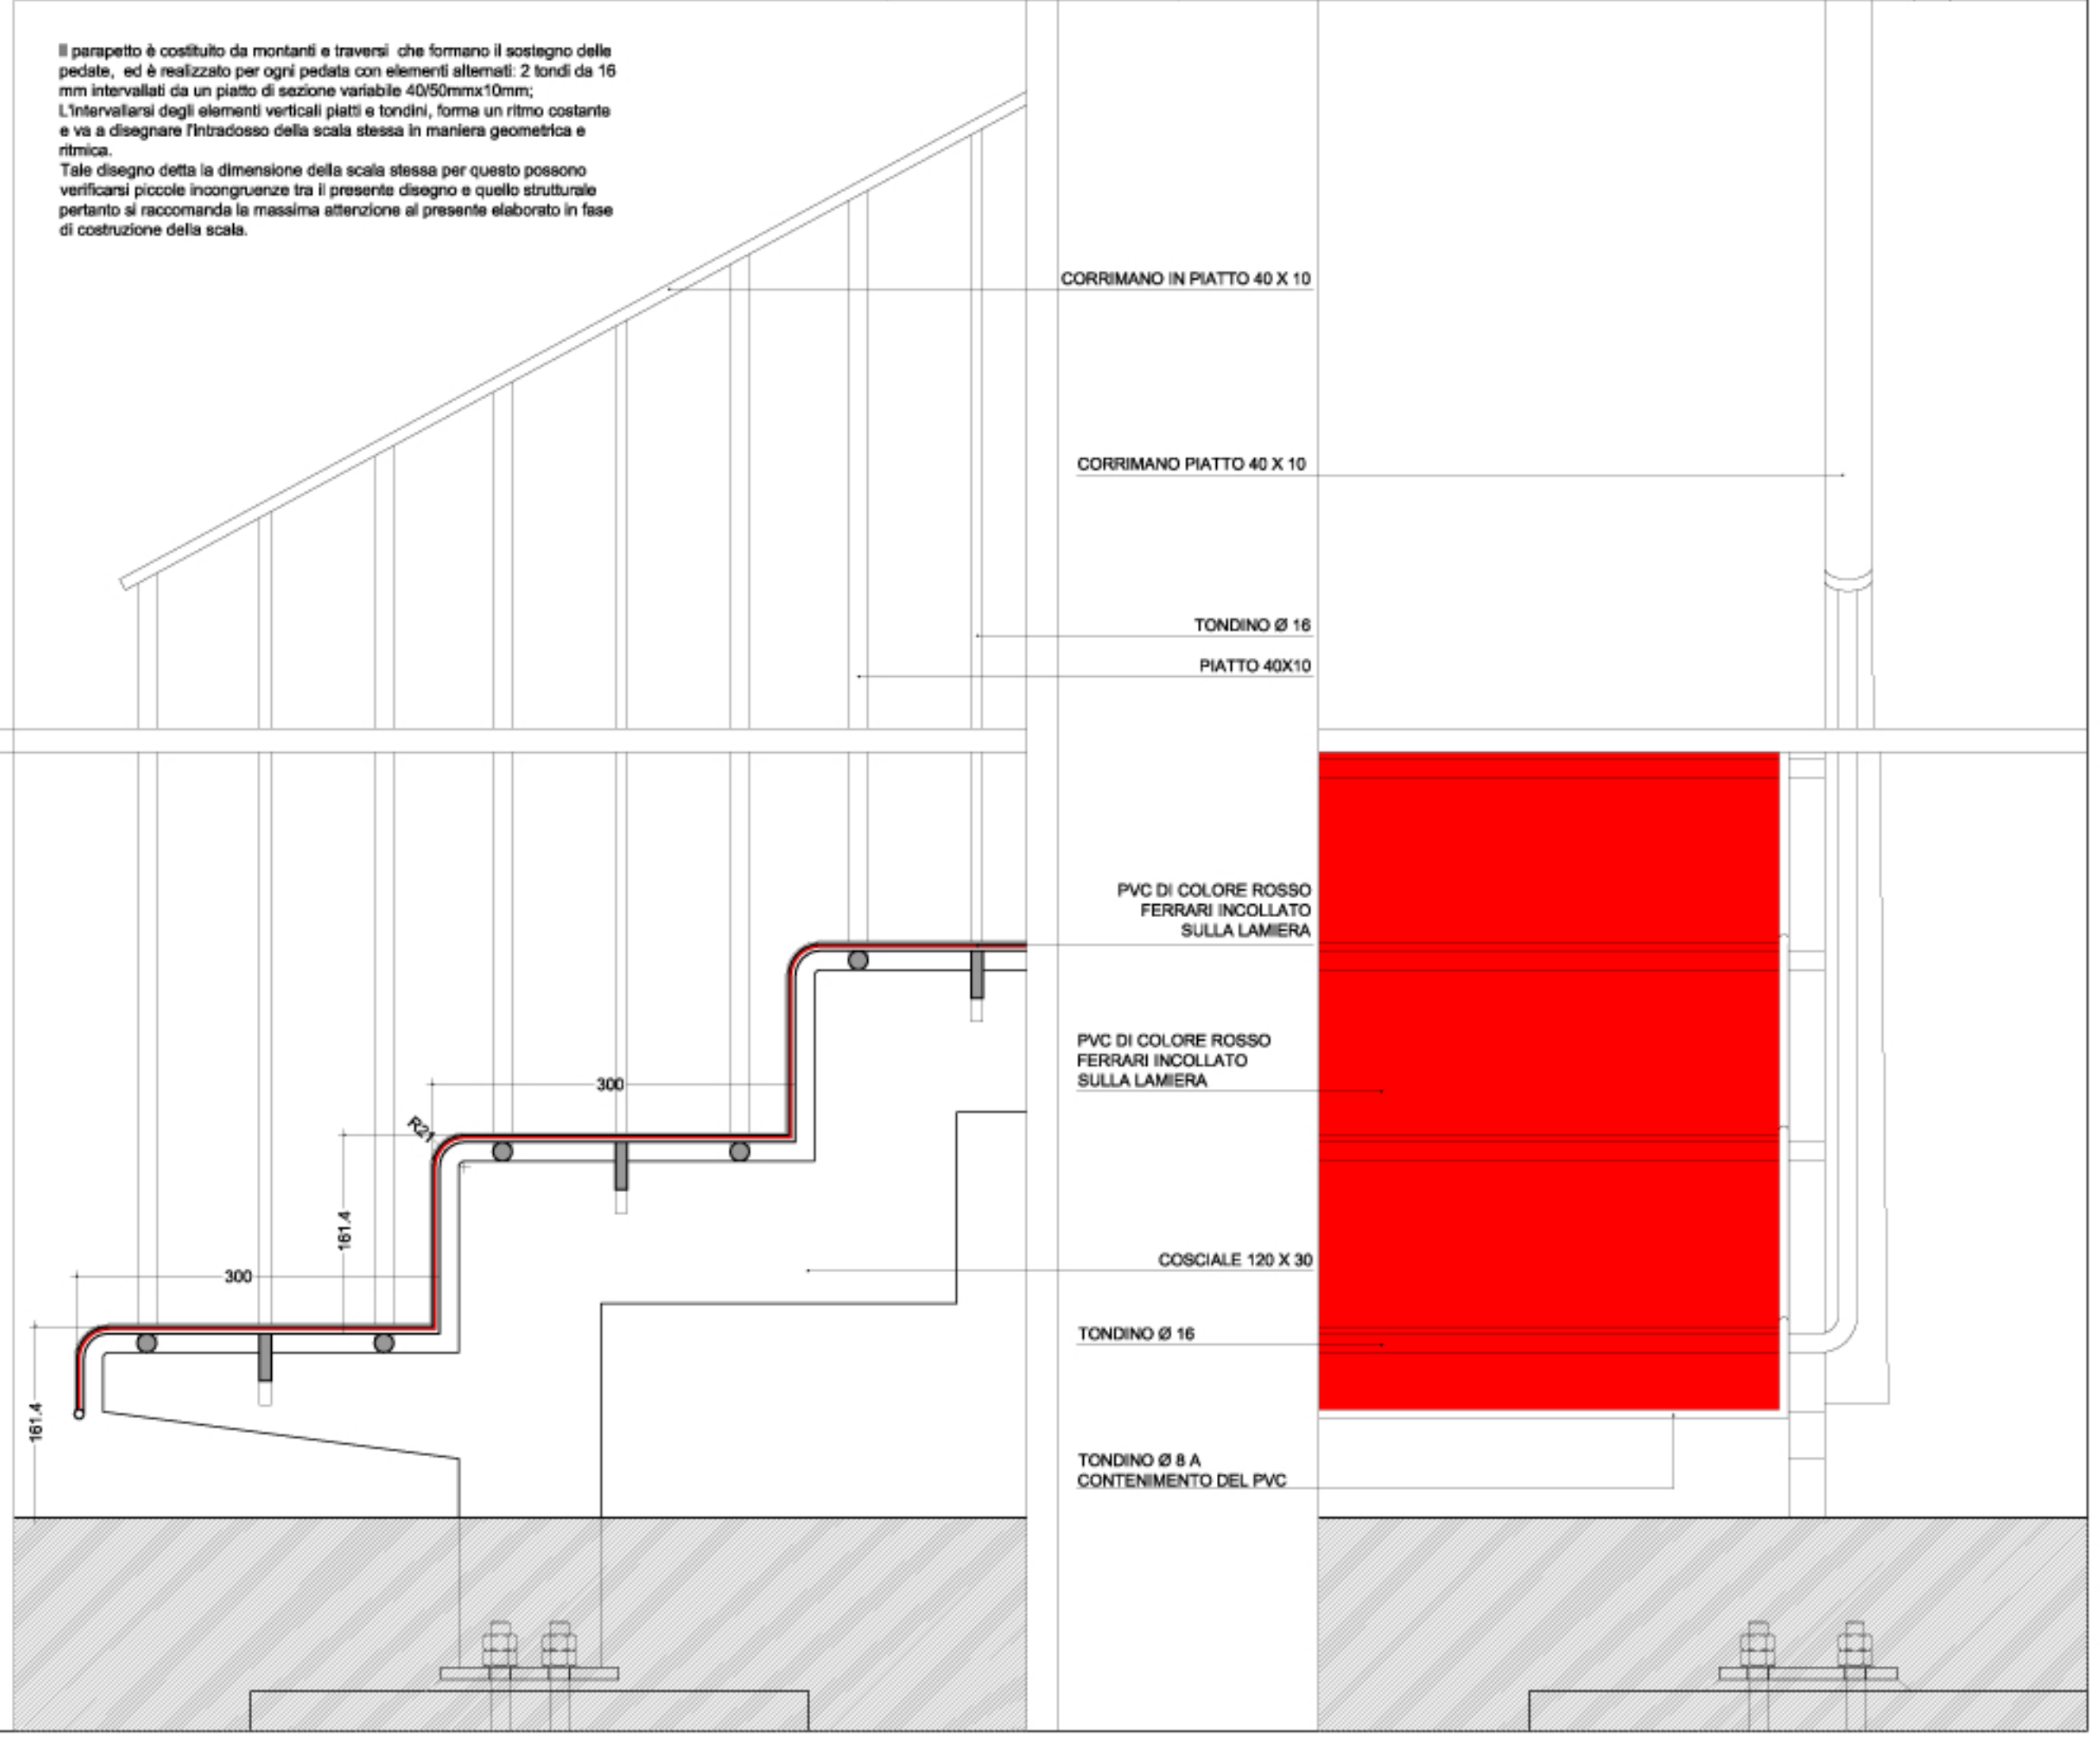 Il parapetto è costituito da montanti e traversi che formano il sostegno delle
pedate, ed è realizzato per ogni pedata con elementi alternati: 2 tondi da 16
mm intervallati da un piatto di sezione variabile 40/50mmx10mm;
L'intervallarsi degli elementi verticali piatti e tondini, forma un ritmo costante
e va a disegnare l'intradosso della scala stessa in maniera geometrica e
ritmica.
Tale disegno detta la dimensione della scala stessa per questo possono
verificarsi piccole incongruenze tra il presente disegno e quello strutturale
pertanto si raccomanda la massima attenzione al presente elaborato in fase
di costruzione della scala.
CORRIMANO IN PIATTO 40 X 10
CORRIMANO PIATTO 40 X 10
TONDINO Ø 16
PIATTO 40X10
PVC DI COLORE ROSSO
FERRARI INCOLLATO
SULLA LAMIERA
PVC DI COLORE ROSSO
FERRARI INCOLLATO
SULLA LAMIERA
300
R21
161.4
300
161.4
COSCIALE 120 X 30
TONDINO Ø 16
TONDINO Ø 8 A
CONTENIMENTO DEL PVC